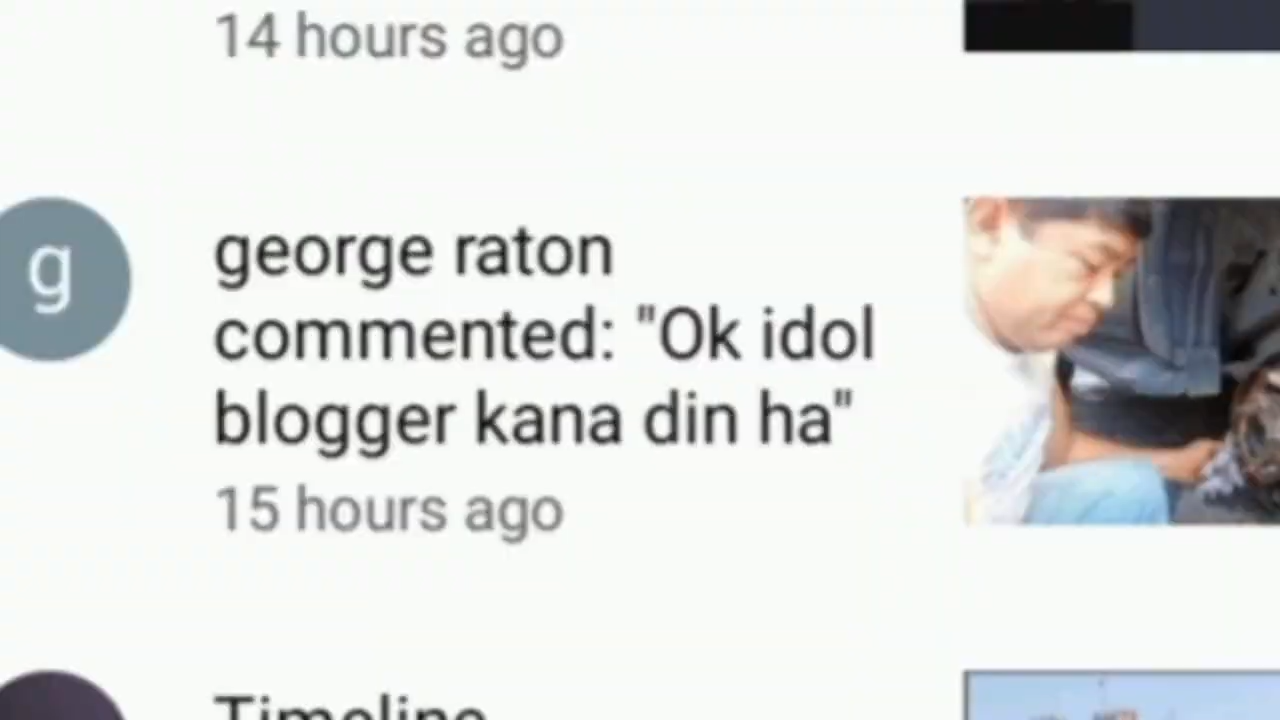 14 hours ago
g
george raton
commented: "Ok idol
blogger kana din ha"
15 hours ago
Timeline